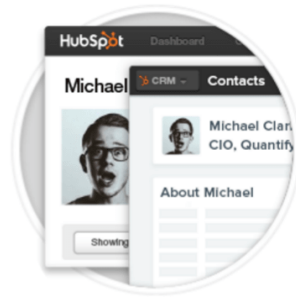 HubSpot Dashboard
Michael
CRM Contacts
Michael Clar
CIO, Quantify
About Michael
Showing